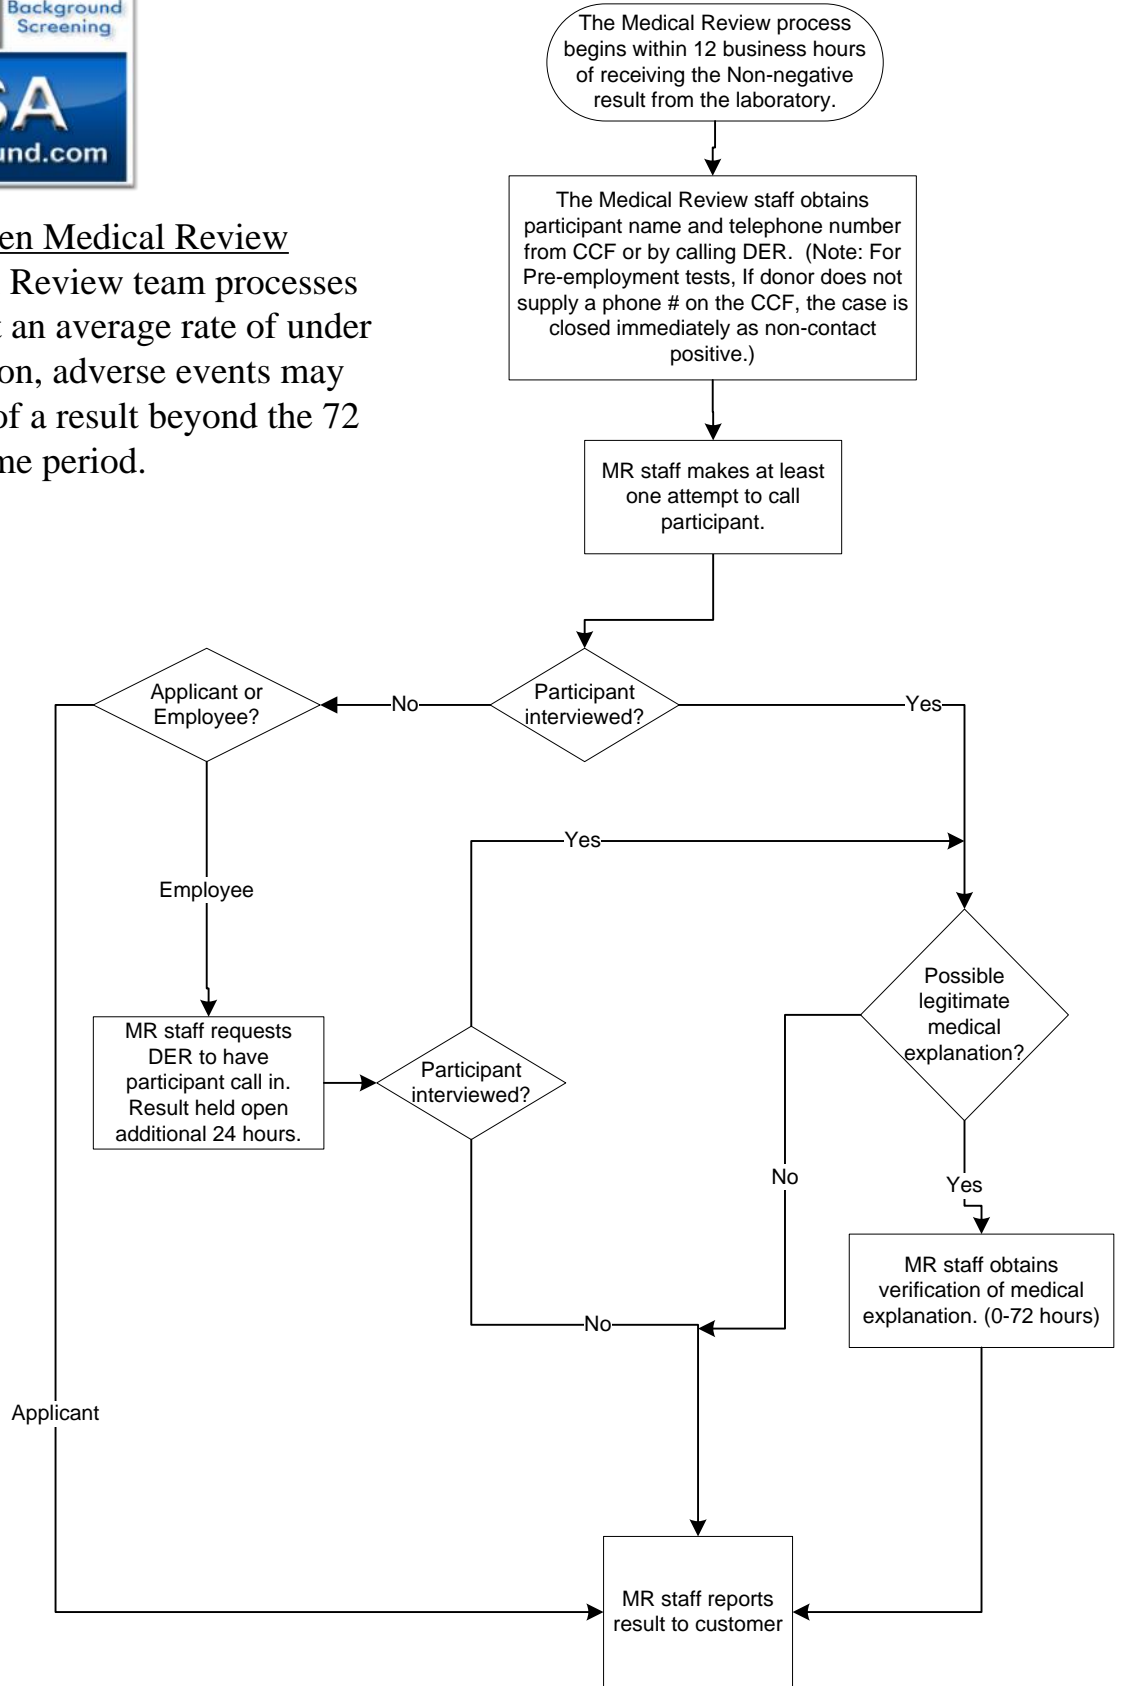 Background
Screening
SA
und.com
en Medical Review
Review team processes
t an average rate of under
on, adverse events may
of a result beyond the 72
me period.
The Medical Review process
begins within 12 business hours
of receiving the Non-negative
result from the laboratory.
The Medical Review staff obtains
participant name and telephone number
from CCF or by calling DER.  (Note: For
Pre-employment tests, If donor does not
supply a phone # on the CCF, the case is
closed immediately as non-contact
positive.)
MR staff makes at least
one attempt to call
participant.
Applicant or
Employee?
No
Participant
interviewed?
Yes
Yes
Employee
Possible
legitimate
medical
explanation?
MR staff requests
DER to have
participant call in.
Result held open
additional 24 hours.
Participant
interviewed?
No
Yes
MR staff obtains
verification of medical
explanation. (0-72 hours)
No
Applicant
MR staff reports
result to customer